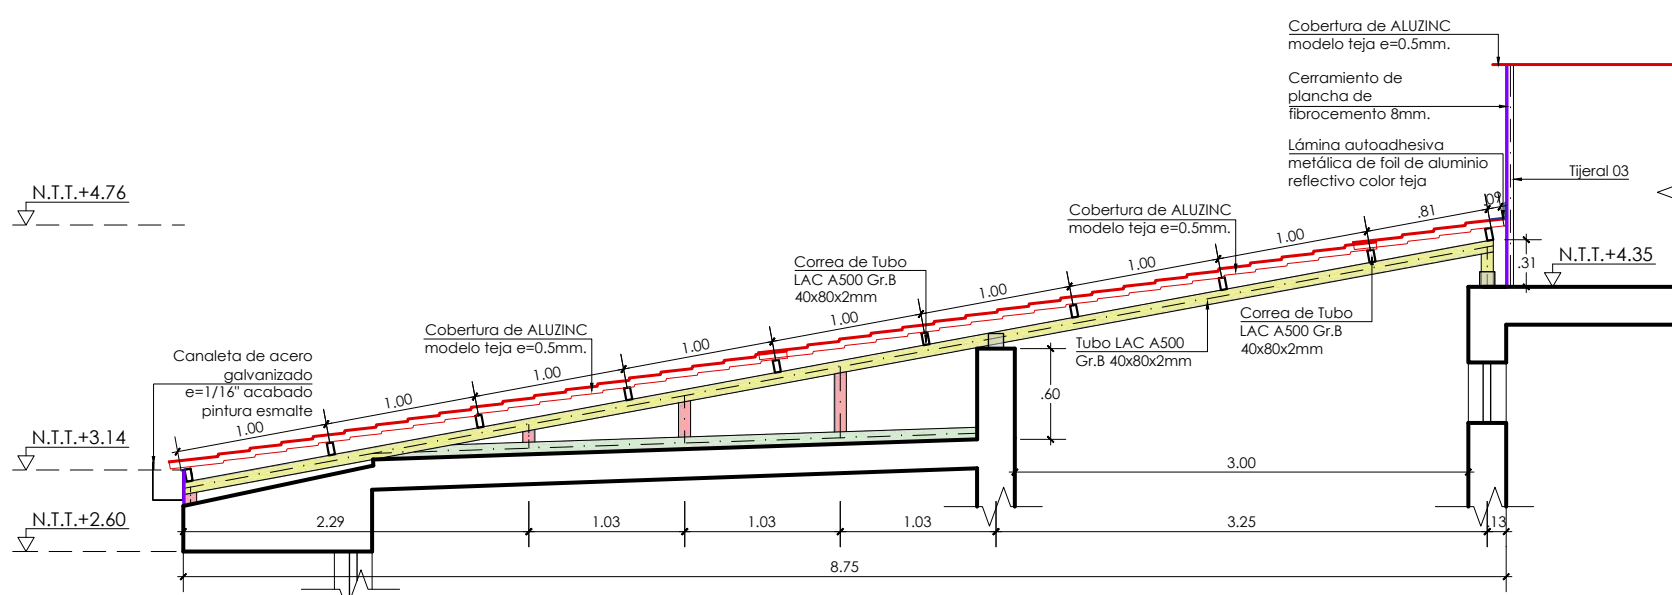 Cobertura de ALUZINC
modelo teja e=0.5mm.
Cerramiento de
plancha de
fibrocemento 8mm.
Lámina autoadhesiva
metálica de foil de aluminio
reflectivo color teja
Tijeral 03
N.T.T.+4.76
.09
.81
Cobertura de ALUZINC
modelo teja e=0.5mm.
1.00
N.T.T.+4.35
.31
Correa de Tubo
LAC A500 Gr.B
40x80x2mm
1.00
1.00
Correa de Tubo
LAC A500 Gr.B
40x80x2mm
1.00
Tubo LAC A500
Gr.B 40x80x2mm
Cobertura de ALUZINC
modelo teja e=0.5mm.
1.00
Canaleta de acero
galvanizado
e=1/16" acabado
pintura esmalte
1.00
.60
1.00
1.00
N.T.T.+3.14
3.00
N.T.T.+2.60
2.29
1.03
1.03
1.03
3.25
.13
8.75